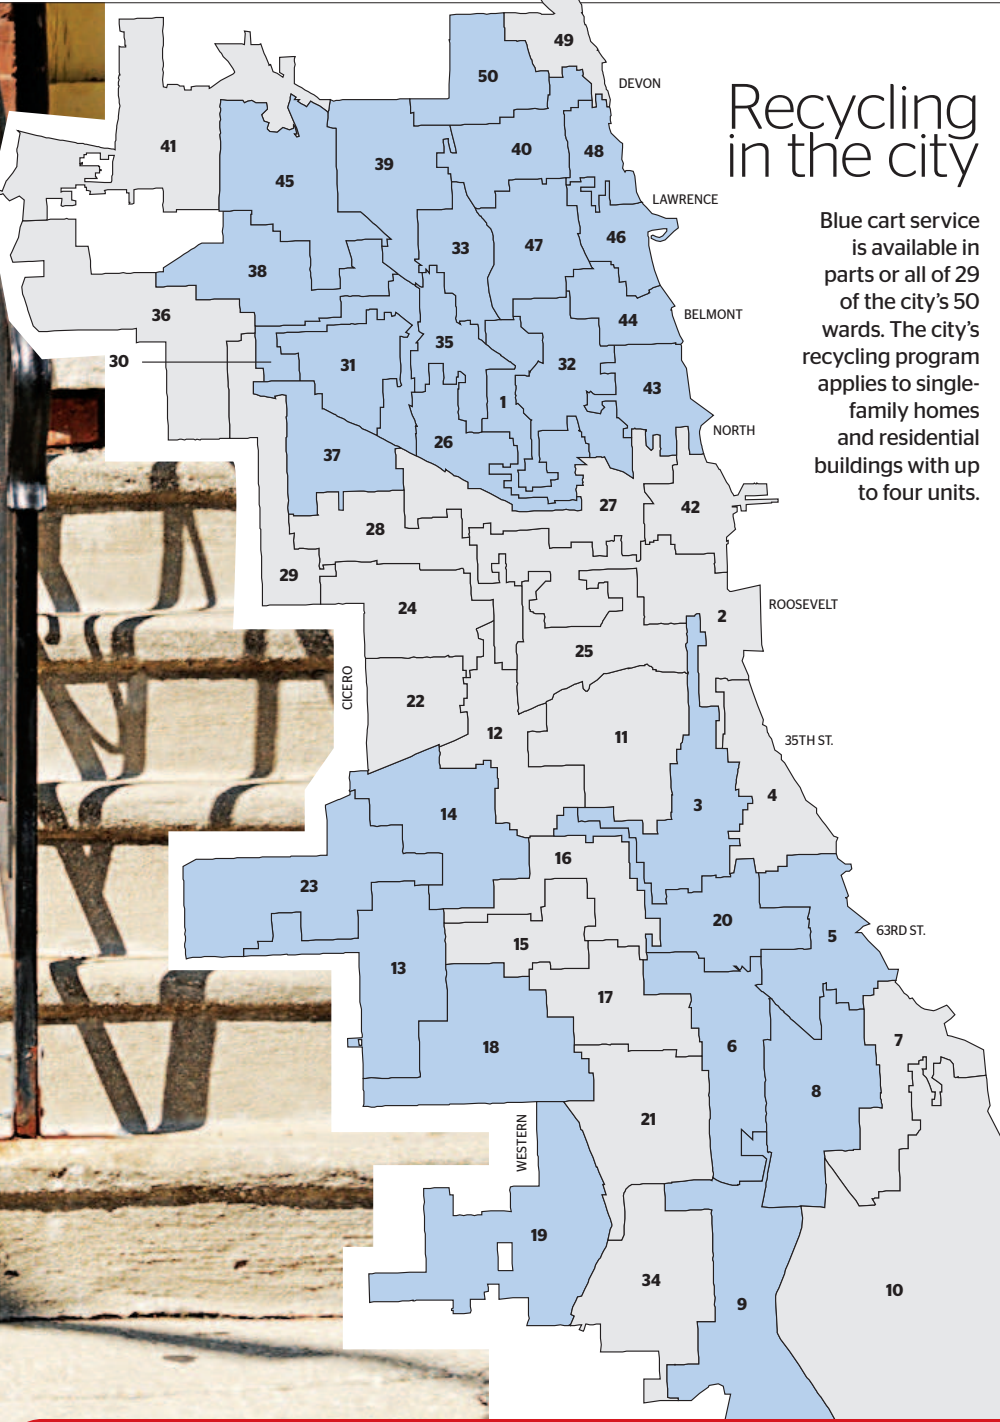 Recycling
in the city
Blue cart service
is available in
parts or all of 29
of the city's 50
wards. The city's
recycling program
applies to single-
family homes
and residential
buildings with up
to four units.
49
50
DEVON
41
39
40
48
45
LAWRENCE
33
47
46
38
36
44
BELMONT
35
30
31
32
43
1
NORTH
26
37
27
42
28
29
24
ROOSEVELT
2
25
CICERO
22
12
11
35TH ST.
4
3
14
16
23
20
63RD ST.
5
15
13
17
7
18
6
8
21
WESTERN
19
34
9
10